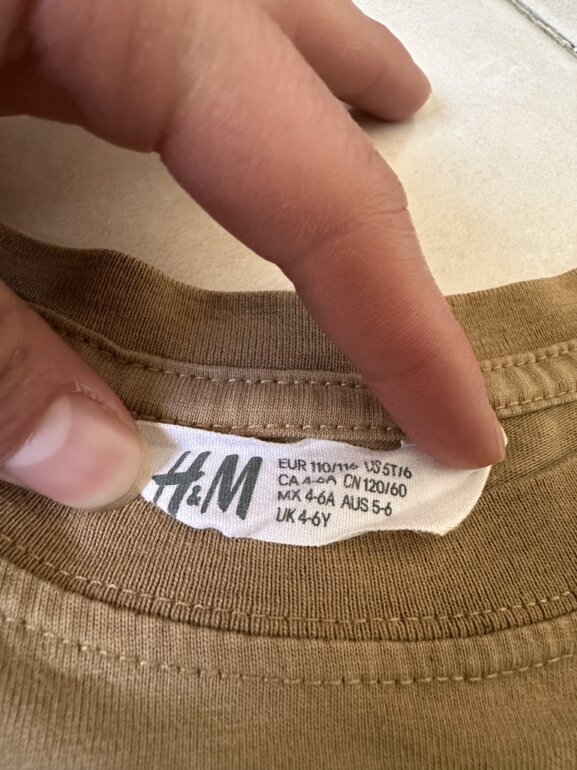 H&M
EUR 110/116 US 5T/6
CA 4-6A CN 120/60
MX 4-6A AUS 5-6
UK 4-6Y